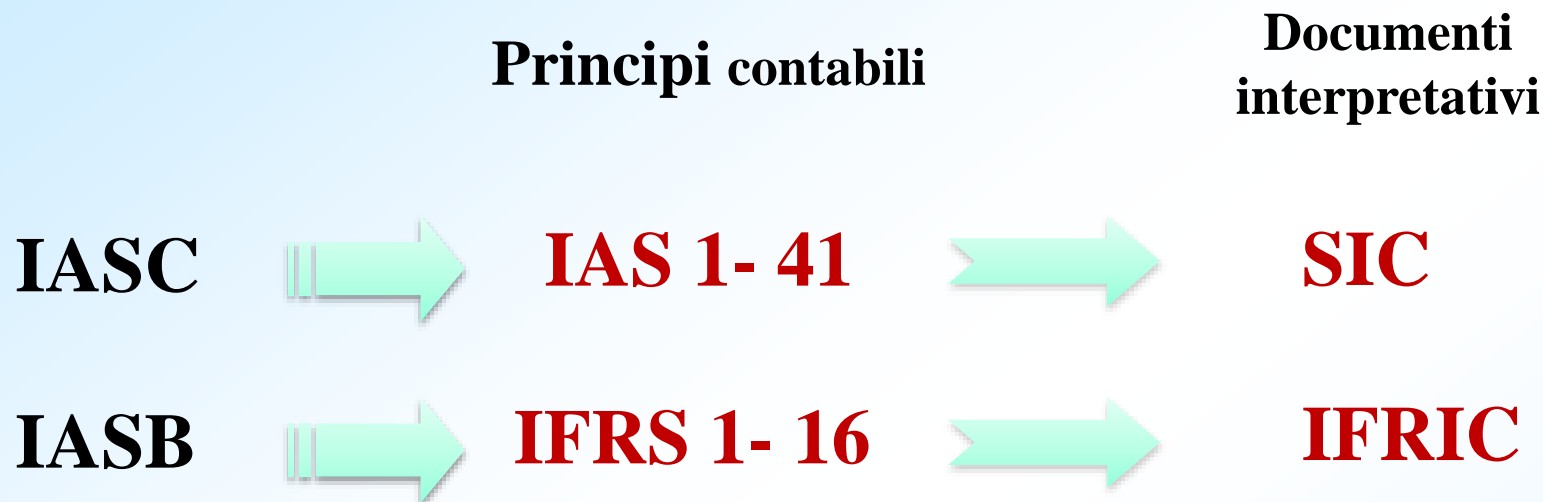 Principi contabili
Documenti
interpretativi
IASC IAS 1- 41 SIC
IASB IFRS 1- 16 IFRIC